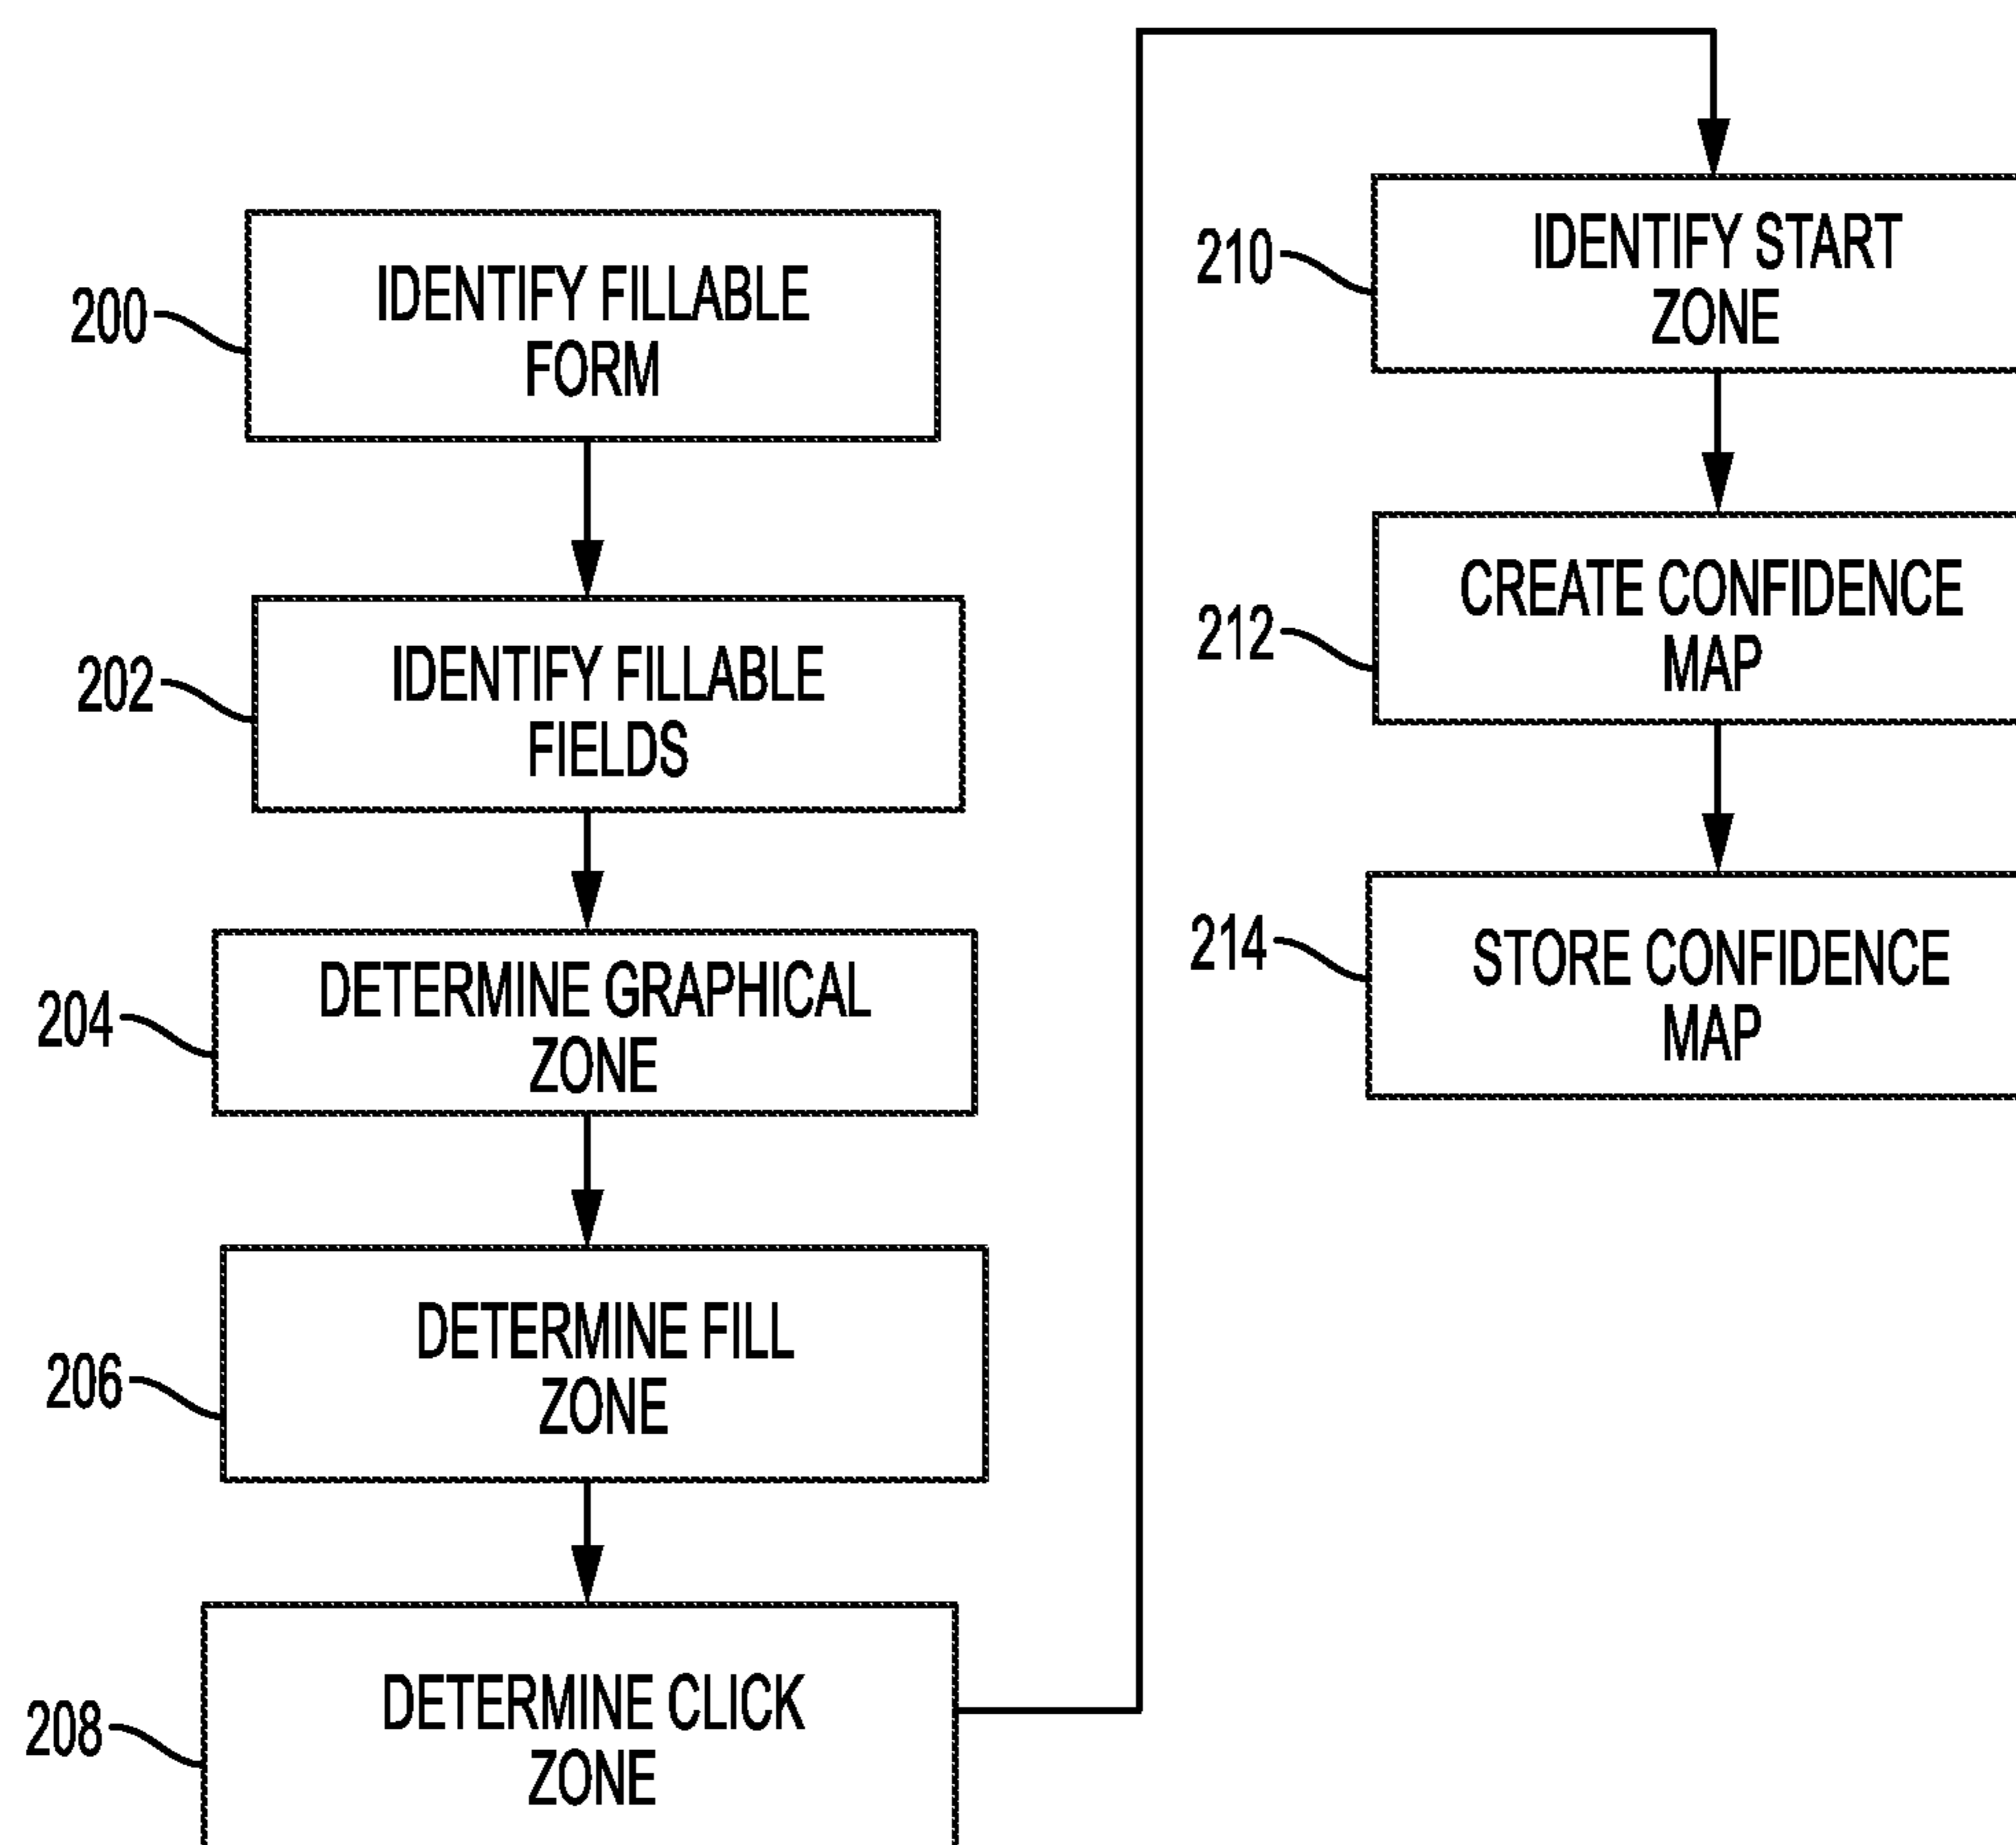 200
IDENTIFY FILLABLE
FORM
202
IDENTIFY FILLABLE
FIELDS
204
DETERMINE GRAPHICAL
ZONE
206
DETERMINE FILL
ZONE
208
DETERMINE CLICK
ZONE
210
IDENTIFY START
ZONE
212
CREATE CONFIDENCE
MAP
214
STORE CONFIDENCE
MAP